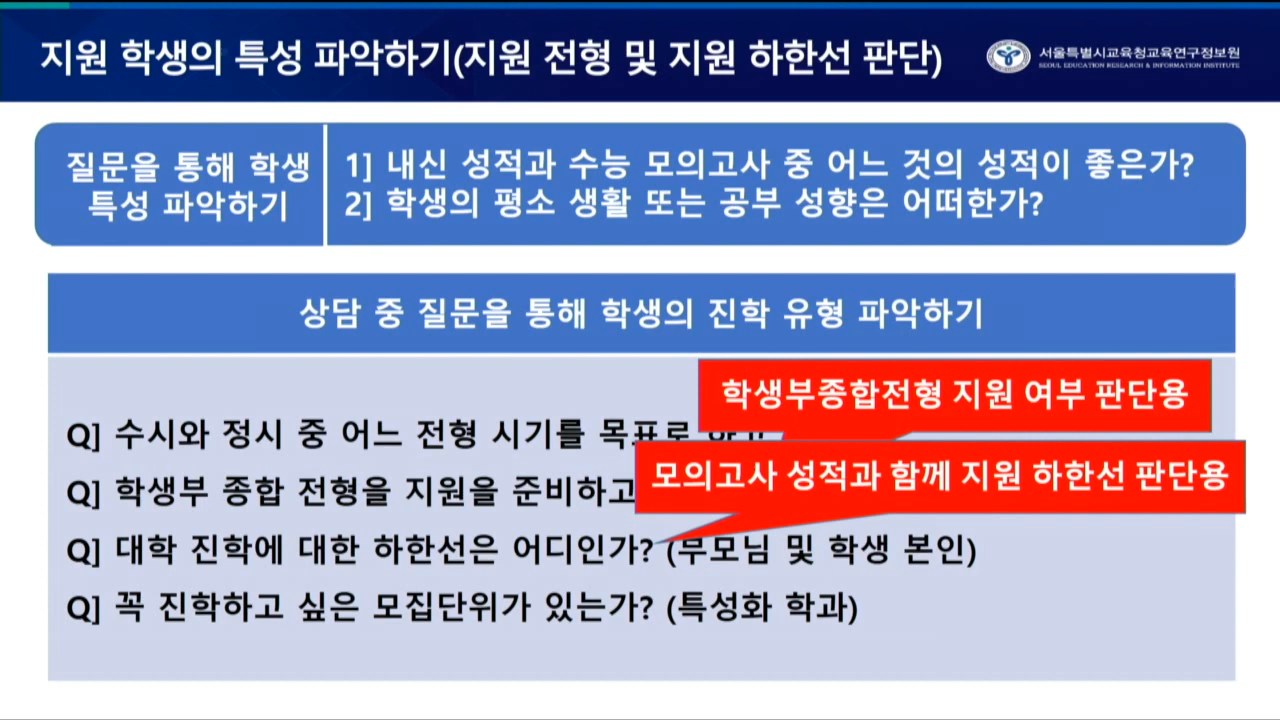 지원 학생의 특성 파악하기(지원 전형 및 지원 하한선 판단)
서울특별시교육청교육연구정보원
SEOUL EDUCATION RESEARCH & INFORMATION INSTITUTE
질문을 통해 학생
특성 파악하기
1] 내신 성적과 수능 모의고사 중 어느 것의 성적이 좋은가?
2] 학생의 평소 생활 또는 공부 성향은 어떠한가?
상담 중 질문을 통해 학생의 진학 유형 파악하기
학생부종합전형 지원 여부 판단용
Q] 수시와 정시 중 어느 전형 시기를 목표로
모의고사 성적과 함께 지원 하한선 판단용
Q] 학생부 종합 전형을 지원을 준비하고
Q] 대학 진학에 대한 하한선은 어디인가? (부모님 및 학생 본인)
Q] 꼭 진학하고 싶은 모집단위가 있는가? (특성화 학과)